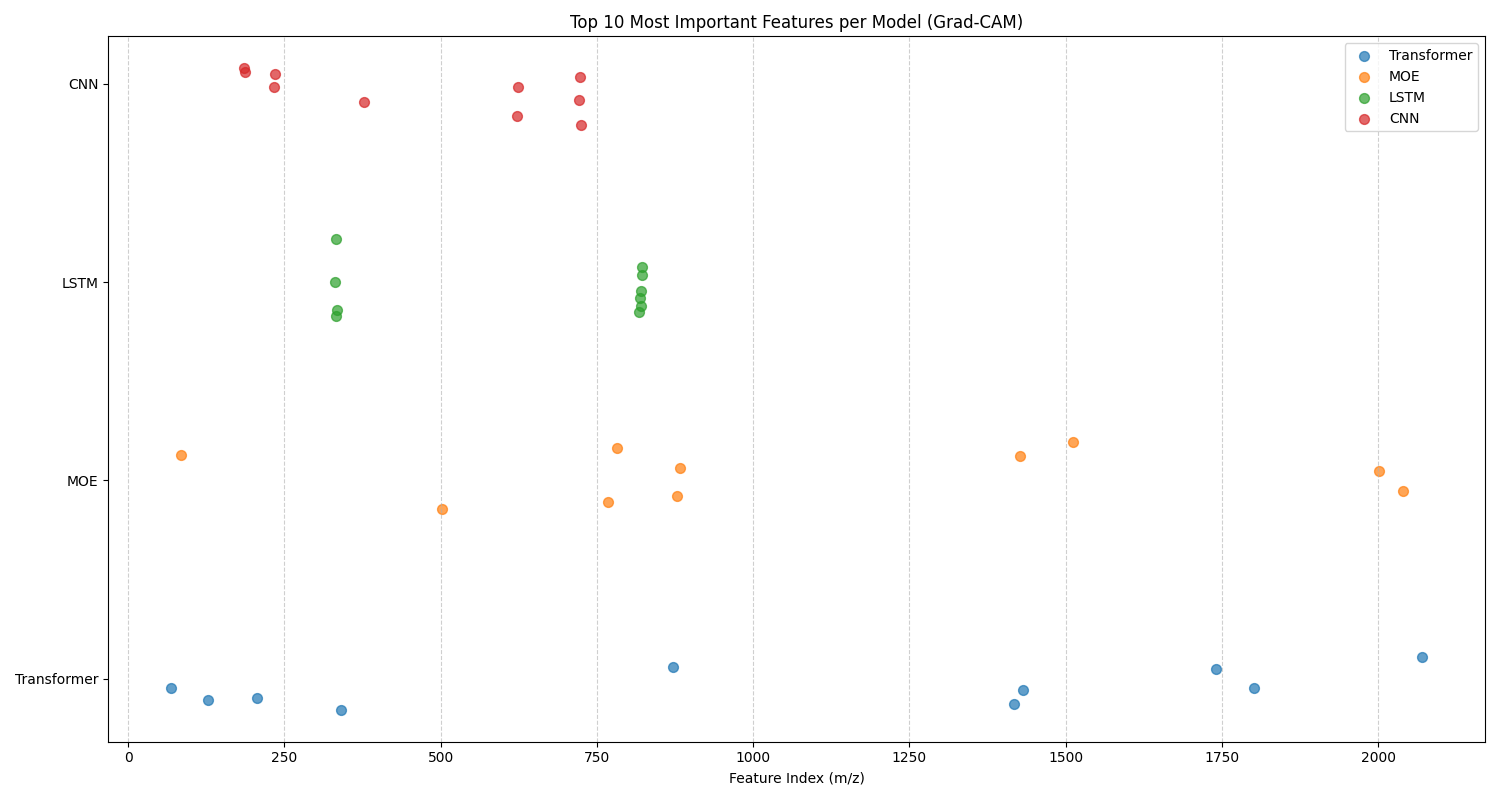 Top 10 Most Important Features per Model (Grad-CAM)
Transformer
MOE
LSTM
CNN
CNN
LSTM
MOE
Transformer
0 250 500 750 1000 1250 1500 1750 2000
Feature Index (m/z)